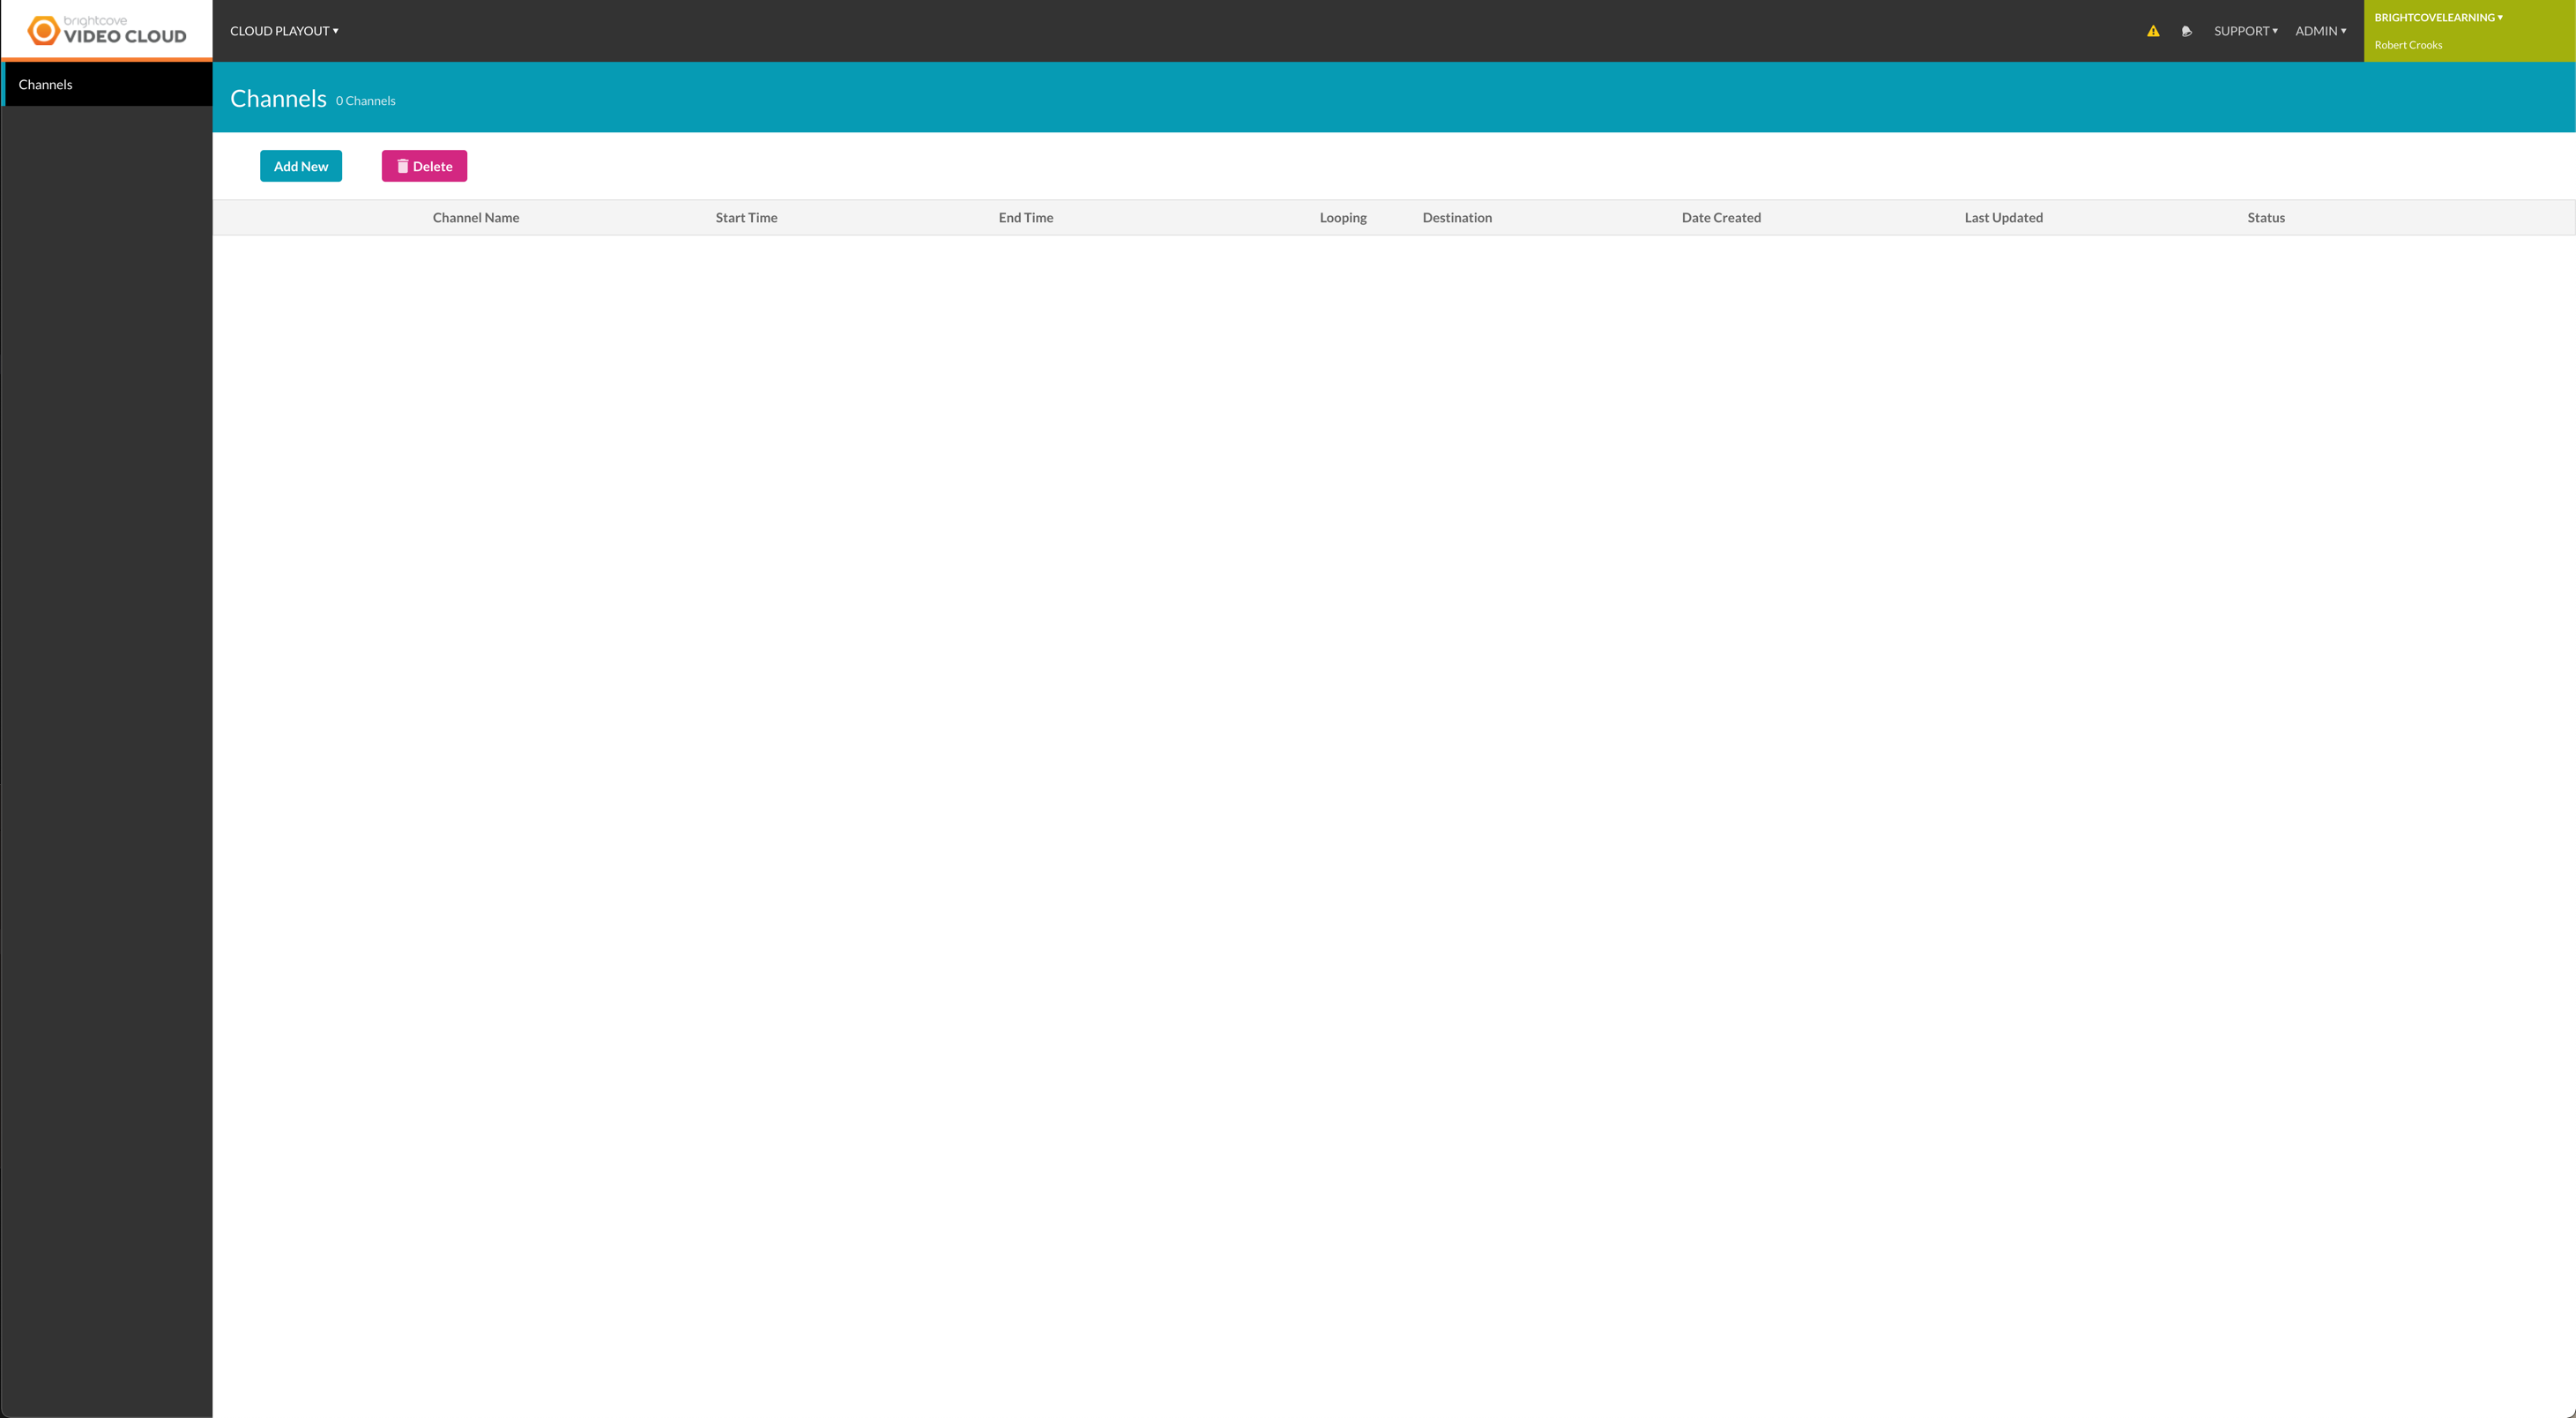 brightcove
VIDEO CLOUD
CLOUD PLAYOUT
SUPPORT
ADMIN
BRIGHTCOVELEARNING
Robert Crooks
Channels
Channels 0 Channels
Add New
Delete
Channel Name Start Time End Time Looping Destination Date Created Last Updated Status